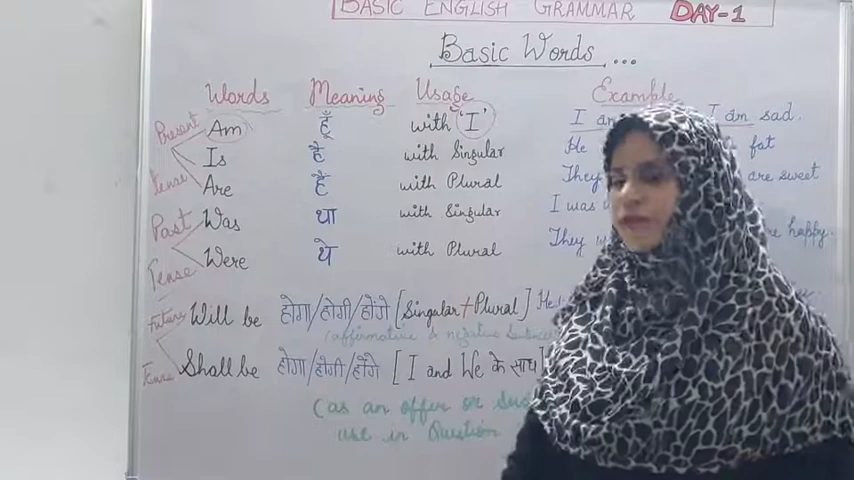 BASIC ENGLISH GRAMMAR DAY-1
Basic Words ...
Words Meaning Usage Example
Present Am हूँ with 'I' I am I am sad.
Is है with Singular He fat
Tense Are हैं with Plural They are sweet
Past Was था with Singular I was
Were थे with Plural They happy.
Tense
Future Will be होगा/होगी/होंगे [Singular+Plural] He
(affirmative & negative sentences
Tense Shall be होगा/होगी/होंगे [I and We के साथ]
(as an offer or
use in Question